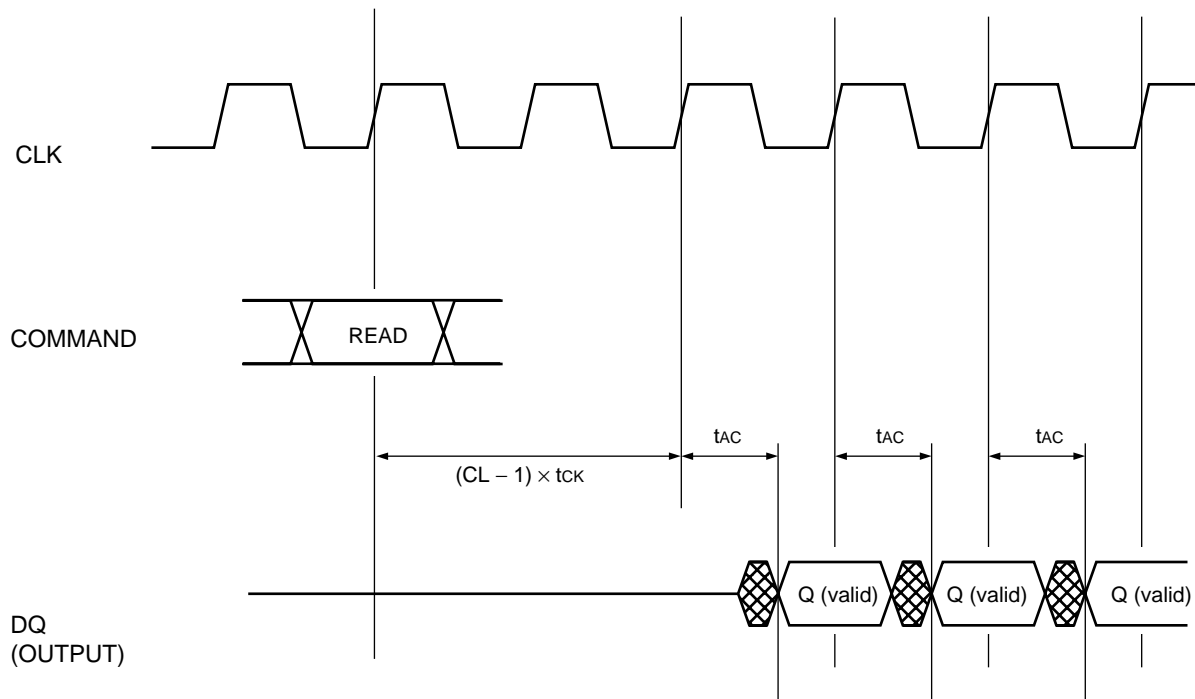 CLK
COMMAND
READ
tAC
tAC
tAC
(CL − 1) × tCK
Q (valid)
Q (valid)
Q (valid)
DQ
(OUTPUT)